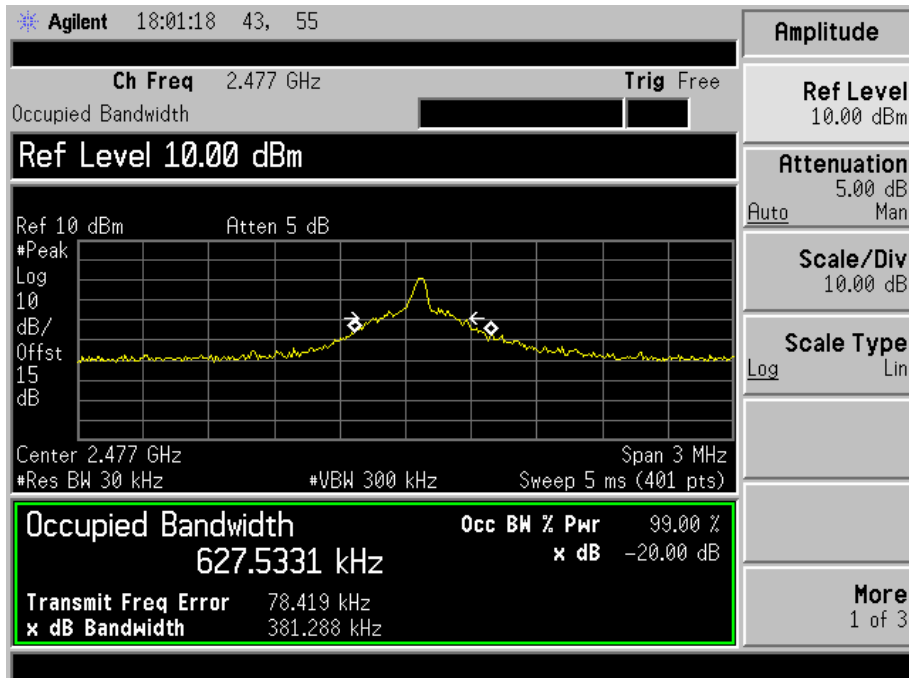 Agilent 18:01:18 43, 55
Ch Freq 2.477 GHz Trig Free
Occupied Bandwidth
Ref Level 10.00 dBm
Ref 10 dBm Atten 5 dB
#Peak
Log
10
dB/
Offst
15
dB
Center 2.477 GHz Span 3 MHz
#Res BW 30 kHz #VBW 300 kHz Sweep 5 ms (401 pts)
Occupied Bandwidth Occ BW % Pwr 99.00 %
627.5331 kHz x dB -20.00 dB
Transmit Freq Error 78.419 kHz
x dB Bandwidth 381.288 kHz
Amplitude
Ref Level
10.00 dBm
Attenuation
5.00 dB
Auto Man
Scale/Div
10.00 dB
Scale Type
Log Lin
More
1 of 3